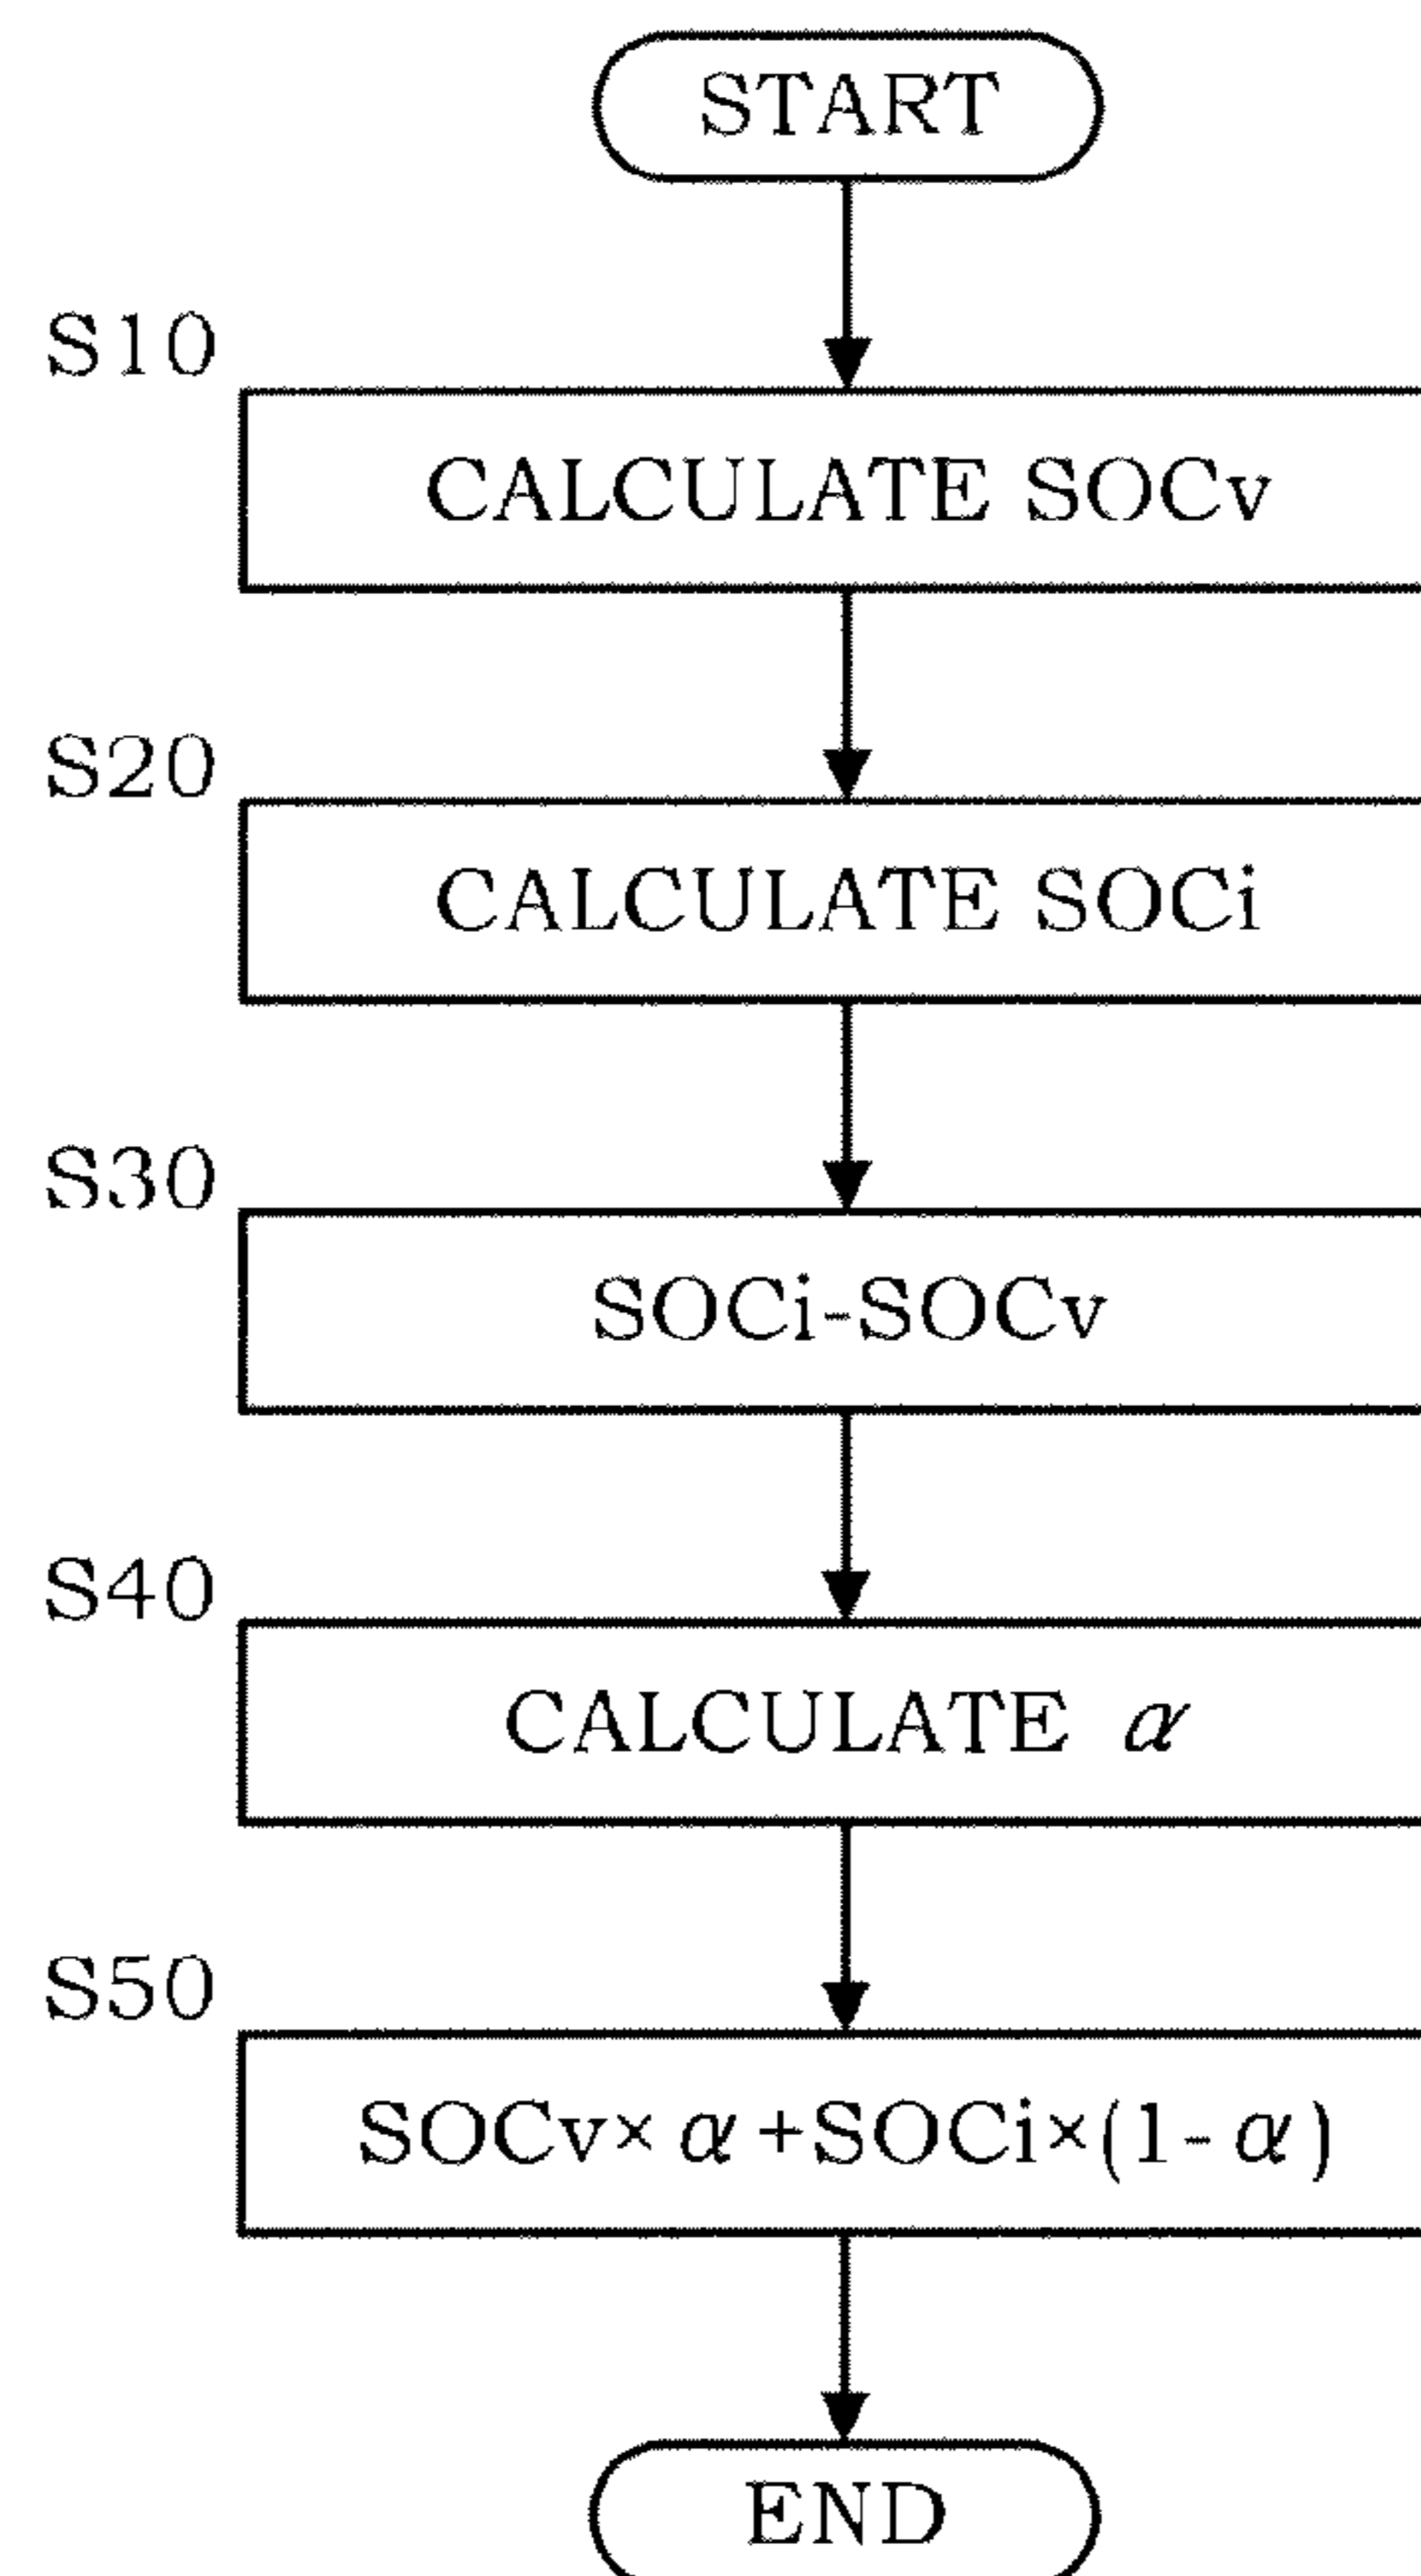 START
S10
CALCULATE SOCv
S20
CALCULATE SOCi
S30
SOCi-SOCv
S40
CALCULATE α
S50
SOCv×α+SOCi×(1-α)
END